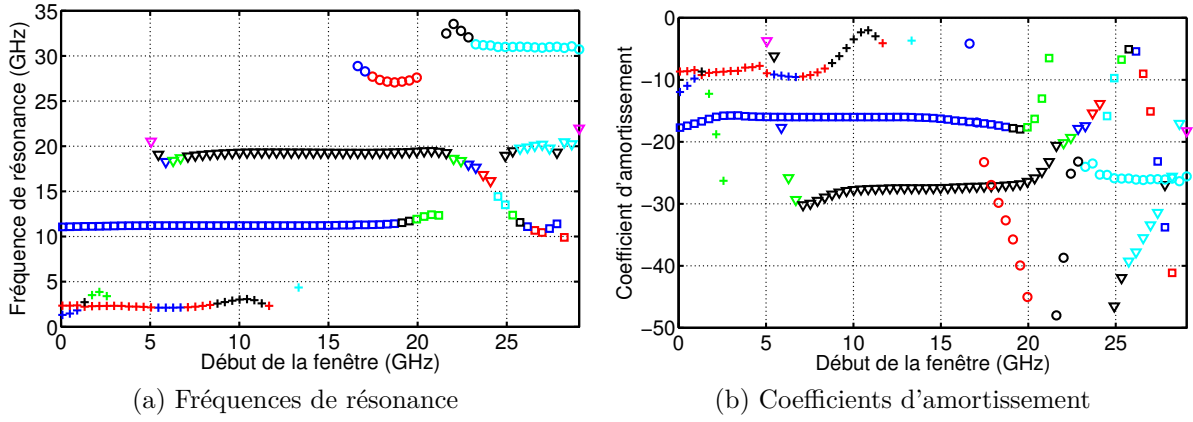 35
30
25
20
15
10
5
0
Fréquence de résonance (GHz)
0 5 10 15 20 25
Début de la fenêtre (GHz)
(a) Fréquences de résonance
0
−10
−20
−30
−40
−50
Coefficient d'amortissement
0 5 10 15 20 25
Début de la fenêtre (GHz)
(b) Coefficients d'amortissement